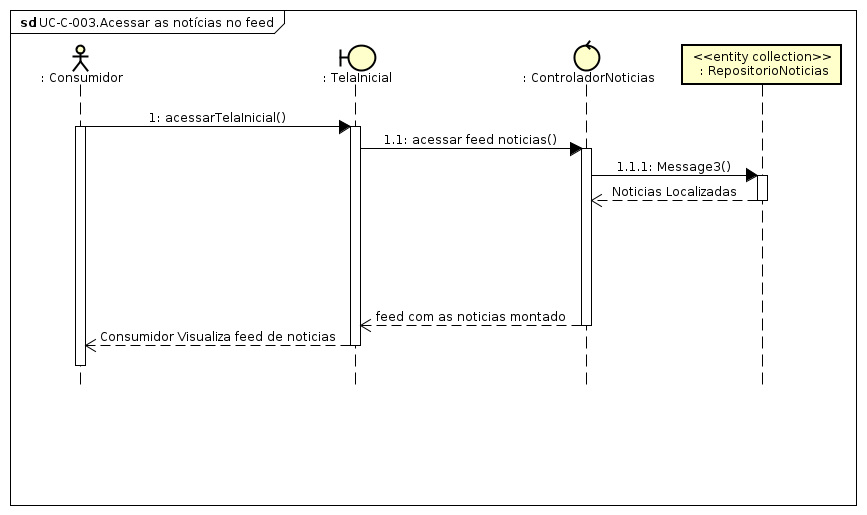 sd UC-C-003.Acessar as notícias no feed
: Consumidor
: TelaInicial
: ControladorNoticias
<<entity collection>>
: RepositorioNoticias
1: acessarTelaInicial()
1.1: acessar feed noticias()
1.1.1: Message3()
Noticias Localizadas
feed com as noticias montado
Consumidor Visualiza feed de noticias